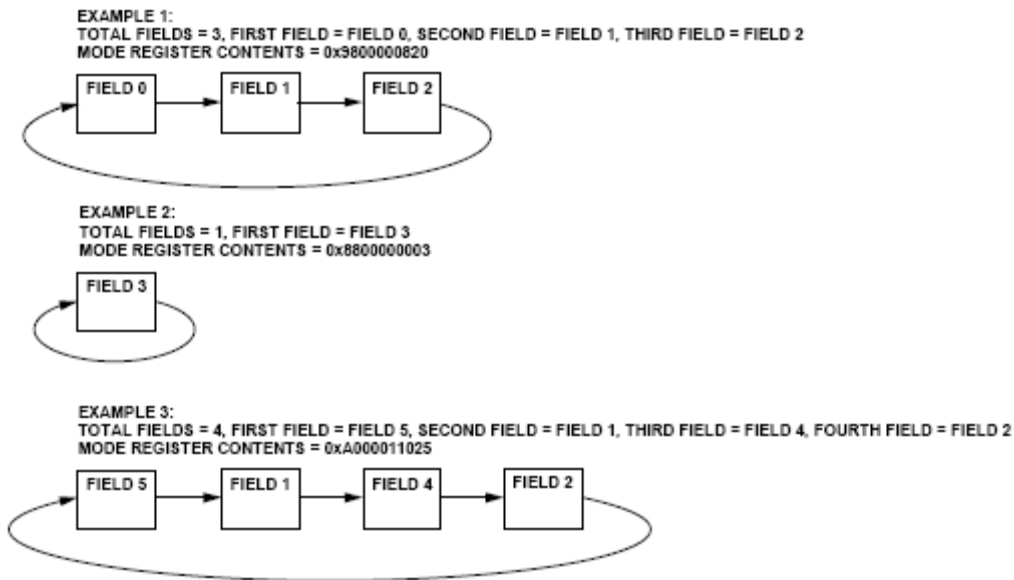 EXAMPLE 1:
TOTAL FIELDS = 3, FIRST FIELD = FIELD 0, SECOND FIELD = FIELD 1, THIRD FIELD = FIELD 2
MODE REGISTER CONTENTS = 0x9800000820
FIELD 0 FIELD 1 FIELD 2
EXAMPLE 2:
TOTAL FIELDS = 1, FIRST FIELD = FIELD 3
MODE REGISTER CONTENTS = 0x8800000003
FIELD 3
EXAMPLE 3:
TOTAL FIELDS = 4, FIRST FIELD = FIELD 5, SECOND FIELD = FIELD 1, THIRD FIELD = FIELD 4, FOURTH FIELD = FIELD 2
MODE REGISTER CONTENTS = 0xA000011025
FIELD 5 FIELD 1 FIELD 4 FIELD 2